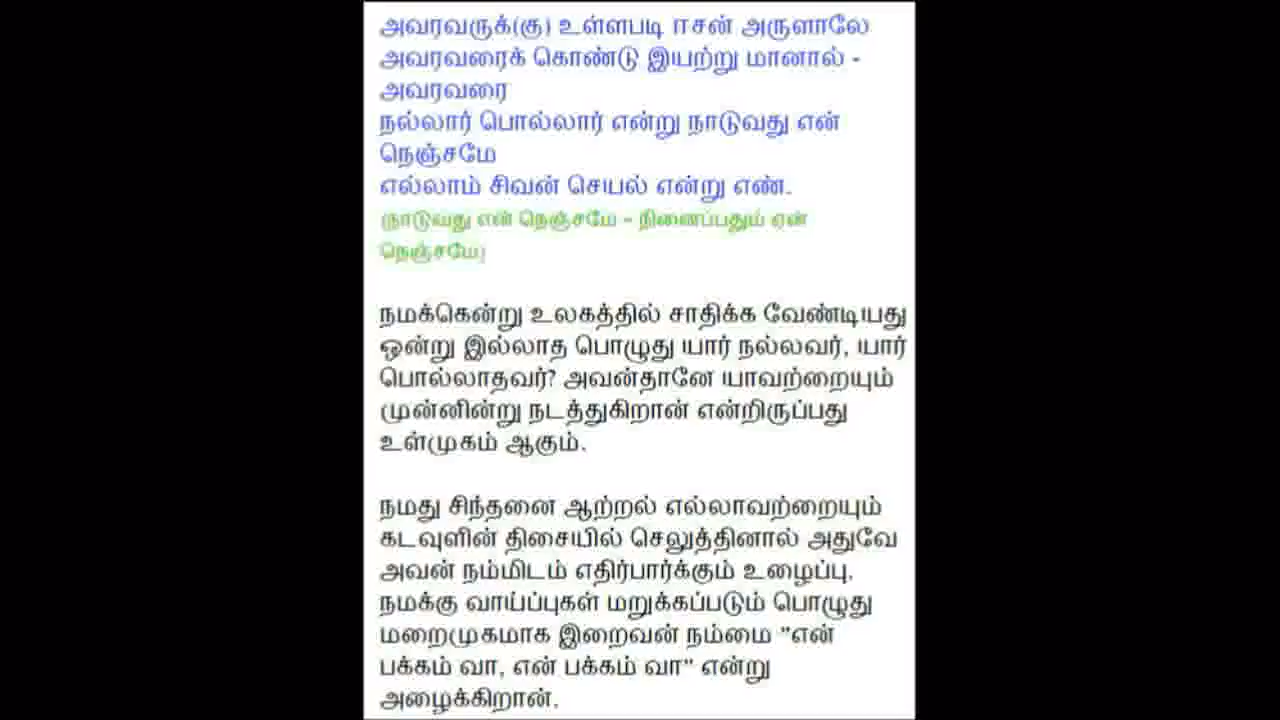 அவரவருக்(கு) உள்ளபடி ஈசன் அருளாலே
அவரவரைக் கொண்டு இயற்று மானால் -
அவரவரை
நல்லார் பொல்லார் என்று நாடுவது என்
நெஞ்சமே
எல்லாம் சிவன் செயல் என்று எண்.
(நாடுவது என் நெஞ்சமே - நினைப்பதும் ஏன்
நெஞ்சமே)
நமக்கென்று உலகத்தில் சாதிக்க வேண்டியது
ஒன்று இல்லாத பொழுது யார் நல்லவர், யார்
பொல்லாதவர்? அவன்தானே யாவற்றையும்
முன்னின்று நடத்துகிறான் என்றிருப்பது
உள்முகம் ஆகும்.
நமது சிந்தனை ஆற்றல் எல்லாவற்றையும்
கடவுளின் திசையில் செலுத்தினால் அதுவே
அவன் நம்மிடம் எதிர்பார்க்கும் உழைப்பு.
நமக்கு வாய்ப்புகள் மறுக்கப்படும் பொழுது
மறைமுகமாக இறைவன் நம்மை "என்
பக்கம் வா, என் பக்கம் வா" என்று
அழைக்கிறான்.